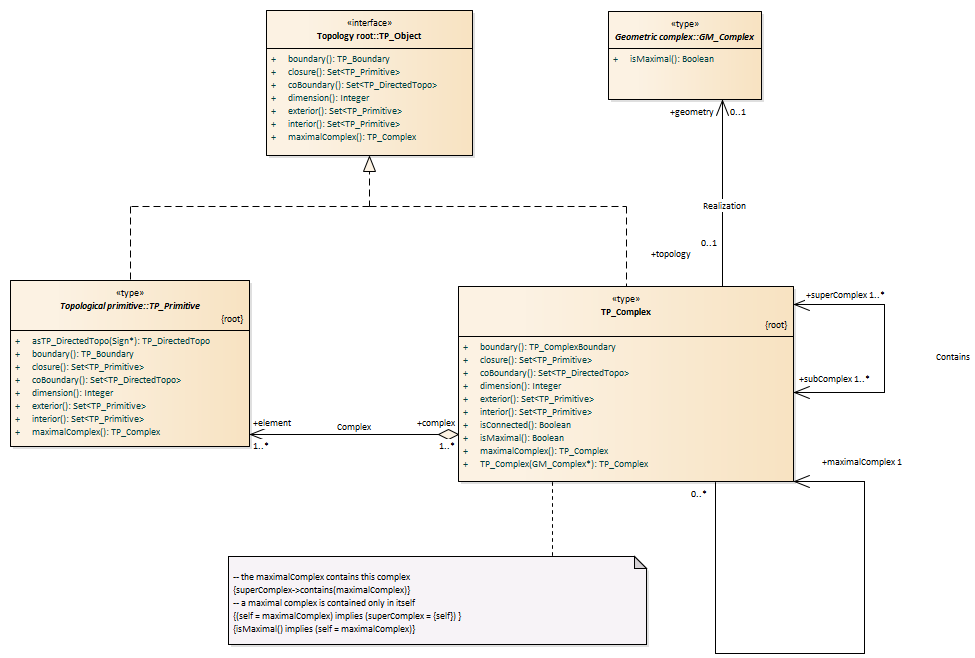 «interface»
Topology root::TP_Object
+ boundary(): TP_Boundary
+ closure(): Set<TP_Primitive>
+ coBoundary(): Set<TP_DirectedTopo>
+ dimension(): Integer
+ exterior(): Set<TP_Primitive>
+ interior(): Set<TP_Primitive>
+ maximalComplex(): TP_Complex
«type»
Geometric complex::GM_Complex
+ isMaximal(): Boolean
+geometry
0..1
Realization
0..1
+topology
«type»
Topological primitive::TP_Primitive
{root}
+ asTP_DirectedTopo(Sign*): TP_DirectedTopo
+ boundary(): TP_Boundary
+ closure(): Set<TP_Primitive>
+ coBoundary(): Set<TP_DirectedTopo>
+ dimension(): Integer
+ exterior(): Set<TP_Primitive>
+ interior(): Set<TP_Primitive>
+ maximalComplex(): TP_Complex
«type»
TP_Complex
{root}
+ boundary(): TP_ComplexBoundary
+ closure(): Set<TP_Primitive>
+ coBoundary(): Set<TP_DirectedTopo>
+ dimension(): Integer
+ exterior(): Set<TP_Primitive>
+ interior(): Set<TP_Primitive>
+ isConnected(): Boolean
+ isMaximal(): Boolean
+ maximalComplex(): TP_Complex
+ TP_Complex(GM_Complex*): TP_Complex
+superComplex 1..*
Contains
+subComplex 1..*
+element
1..*
Complex
+complex
1..*
+maximalComplex 1
0..*
-- the maximalComplex contains this complex
{superComplex->contains(maximalComplex)}
-- a maximal complex is contained only in itself
{(self = maximalComplex) implies (superComplex = {self}) }
{isMaximal() implies (self = maximalComplex)}